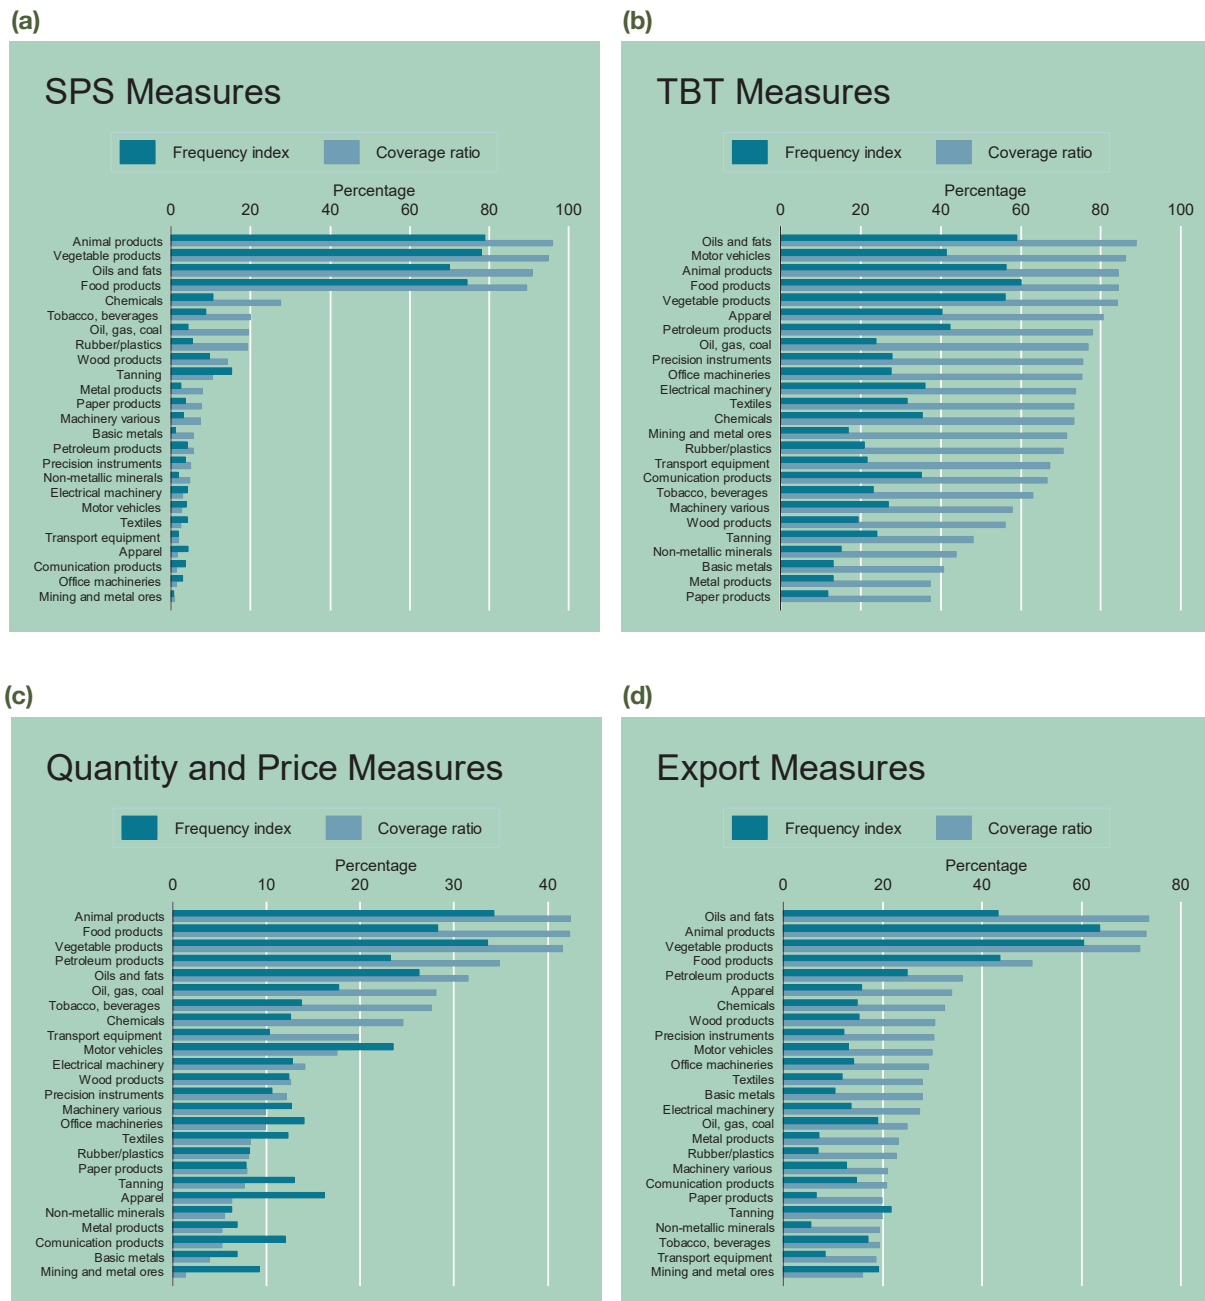 (a)
SPS Measures
Frequency index Coverage ratio
Percentage
0 20 40 60 80 100
Animal products
Vegetable products
Oils and fats
Food products
Chemicals
Tobacco, beverages
Oil, gas, coal
Rubber/plastics
Wood products
Tanning
Metal products
Paper products
Machinery various
Basic metals
Petroleum products
Precision instruments
Non-metallic minerals
Electrical machinery
Motor vehicles
Textiles
Transport equipment
Apparel
Comunication products
Office machineries
Mining and metal ores
(b)
TBT Measures
Frequency index Coverage ratio
Percentage
0 20 40 60 80 100
Oils and fats
Motor vehicles
Animal products
Food products
Vegetable products
Apparel
Petroleum products
Oil, gas, coal
Precision instruments
Office machineries
Electrical machinery
Textiles
Chemicals
Mining and metal ores
Rubber/plastics
Transport equipment
Comunication products
Tobacco, beverages
Machinery various
Wood products
Tanning
Non-metallic minerals
Basic metals
Metal products
Paper products
(c)
Quantity and Price Measures
Frequency index Coverage ratio
Percentage
0 10 20 30 40
Animal products
Food products
Vegetable products
Petroleum products
Oils and fats
Oil, gas, coal
Tobacco, beverages
Chemicals
Transport equipment
Motor vehicles
Electrical machinery
Wood products
Precision instruments
Machinery various
Office machineries
Textiles
Rubber/plastics
Paper products
Tanning
Apparel
Non-metallic minerals
Metal products
Comunication products
Basic metals
Mining and metal ores
(d)
Export Measures
Frequency index Coverage ratio
Percentage
0 20 40 60 80
Oils and fats
Animal products
Vegetable products
Food products
Petroleum products
Apparel
Chemicals
Wood products
Precision instruments
Motor vehicles
Office machineries
Textiles
Basic metals
Electrical machinery
Oil, gas, coal
Metal products
Rubber/plastics
Machinery various
Comunication products
Paper products
Tanning
Non-metallic minerals
Tobacco, beverages
Transport equipment
Mining and metal ores